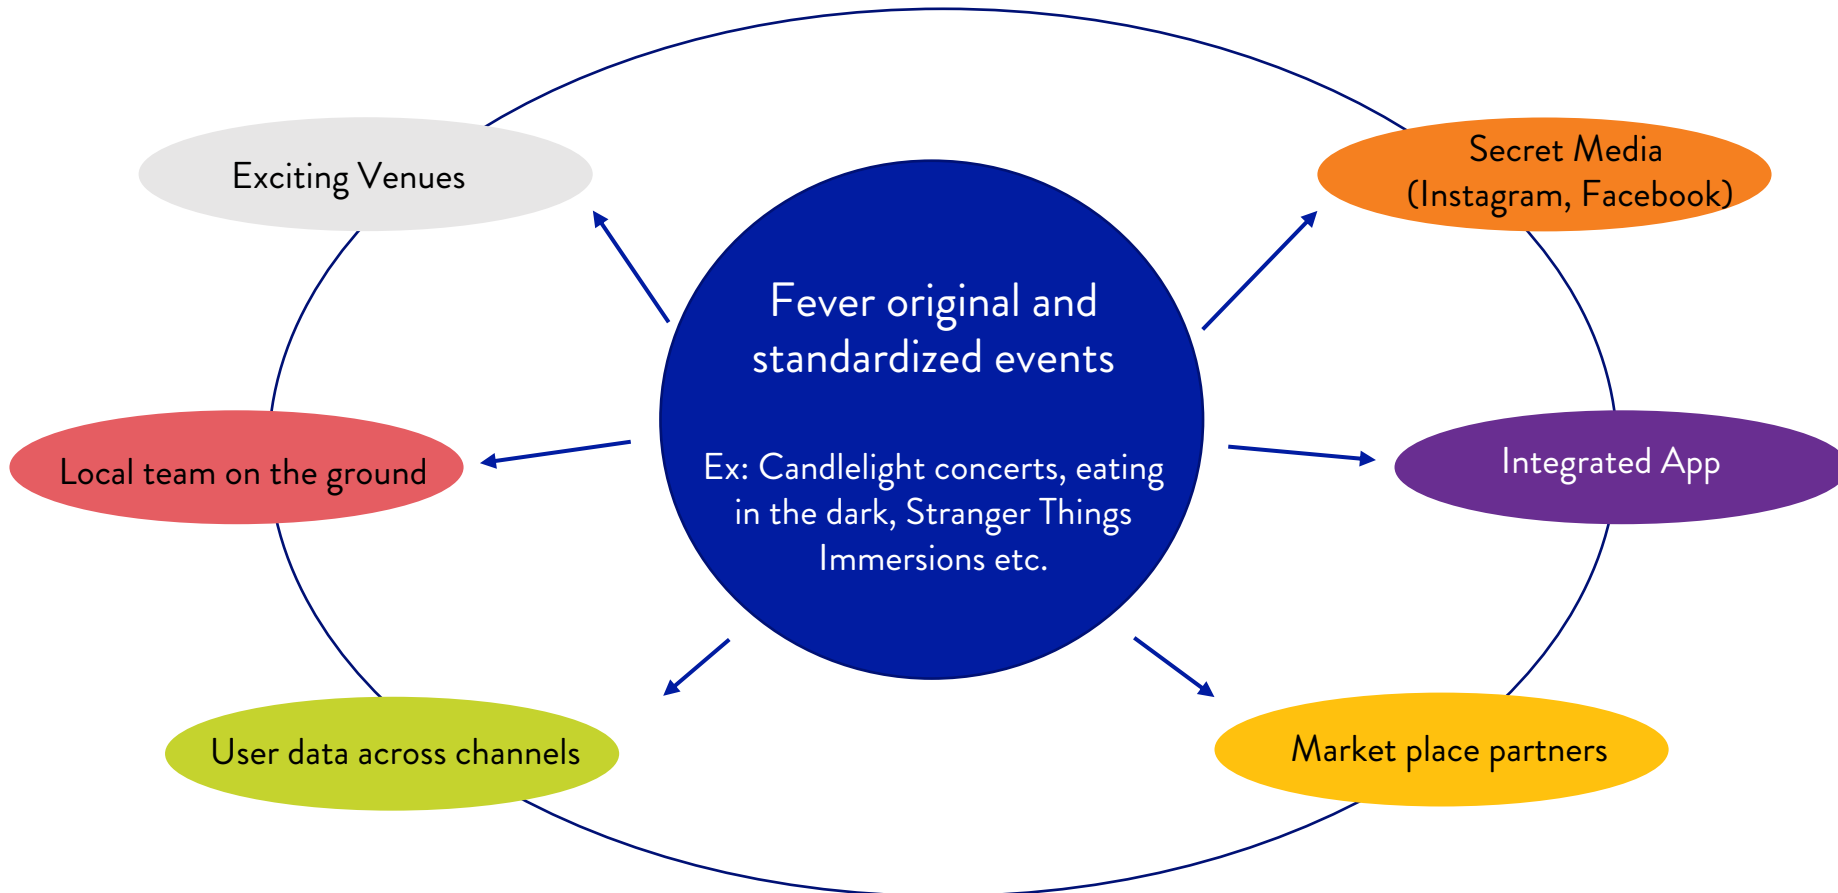 Exciting Venues
Secret Media
(Instagram, Facebook)
Fever original and
standardized events
Ex: Candlelight concerts, eating
in the dark, Stranger Things
Immersions etc.
Local team on the ground
Integrated App
User data across channels
Market place partners